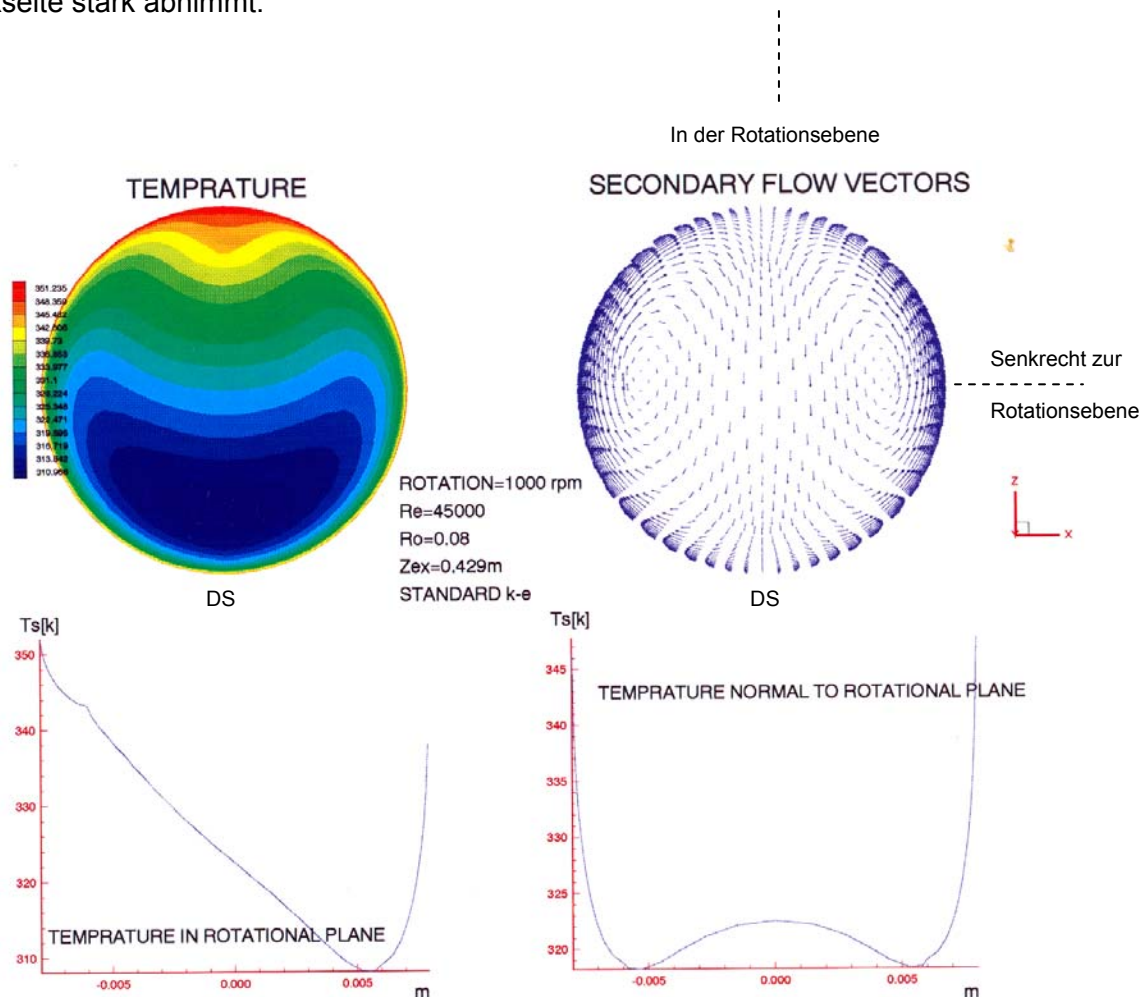 seite stark abnimmt.
In der Rotationsebene
TEMPRATURE
SECONDARY FLOW VECTORS
351.235
348.359
345.482
342.606
339.73
336.853
333.977
331.1
328.224
325.348
322.471
319.595
316.719
313.842
310.966
Senkrecht zur
Rotationsebene
ROTATION=1000 rpm
Re=45000
Ro=0.08
Zex=0.429m
STANDARD k-e
z
x
DS
DS
Ts[k]
350
340
330
320
310
TEMPRATURE IN ROTATIONAL PLANE
-0.005
0.000
0.005
m
Ts[k]
345
340
335
330
325
320
TEMPRATURE NORMAL TO ROTATIONAL PLANE
-0.005
0.000
0.005
m